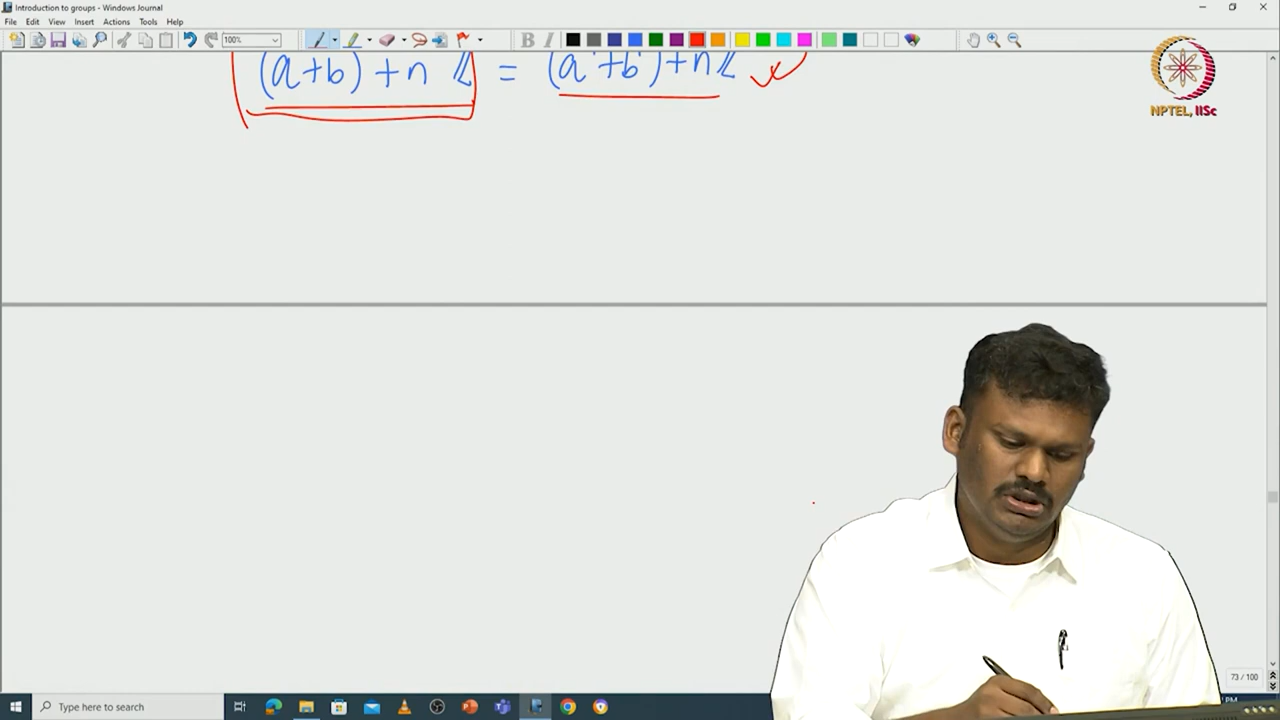 Introduction to groups - Windows Journal
File Edit View Insert Actions Tools Help
100%
B I
(a+b) + n ℤ = (a'+b')+nℤ
NPTEL, IISc
73 / 100
Type here to search
PM